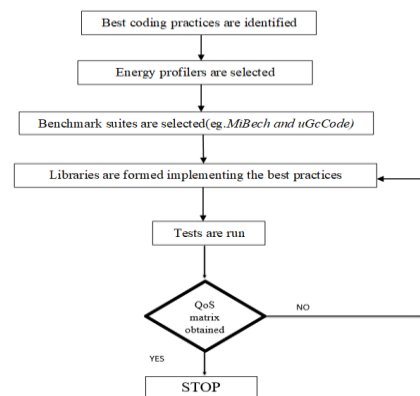 Best coding practices are identified
Energy profilers are selected
Benchmark suites are selected(eg.MiBech and uGcCode)
Libraries are formed implementing the best practices
Tests are run
QoS
matrix
obtained
NO
YES
STOP